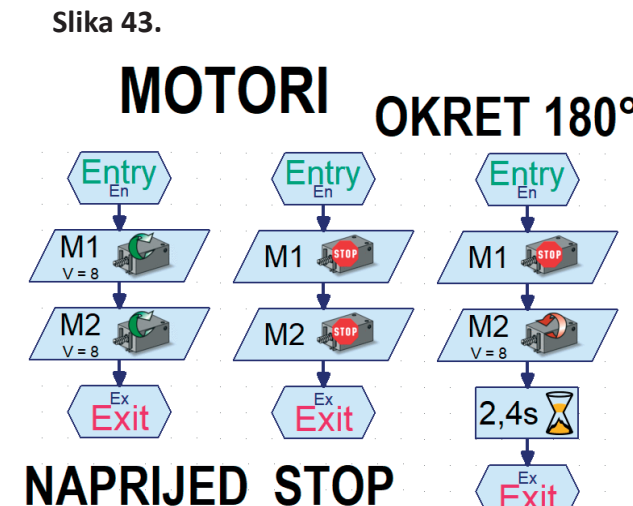 Slika 43.
MOTORI
OKRET 180°
Entry
En
M1
V = 8
M2
V = 8
Ex
Exit
NAPRIJED
Entry
En
M1
STOP
M2
STOP
Ex
Exit
STOP
Entry
En
M1
STOP
M2
V = 8
2,4s
Ex
Exit